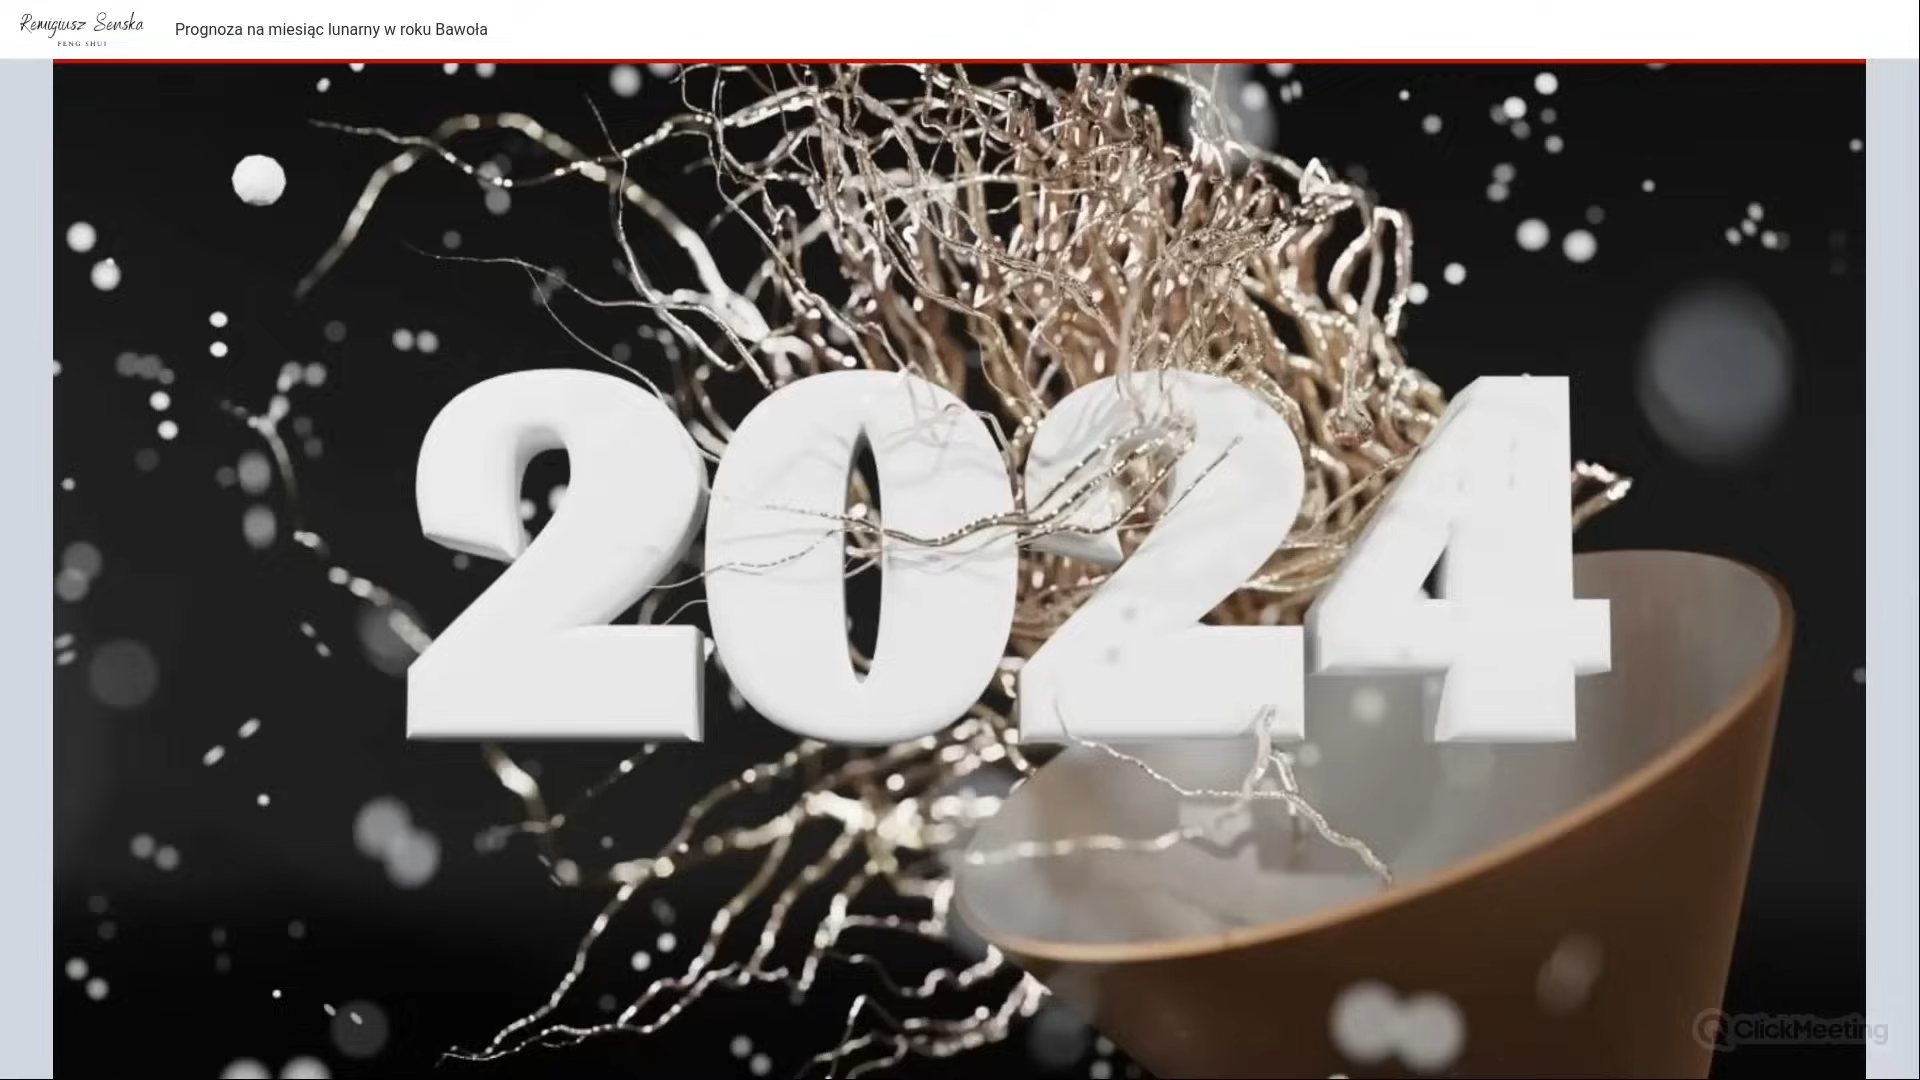 Remigiusz Senska
FENG SHUI
Prognoza na miesiąc lunarny w roku Bawoła
2024
ClickMeeting